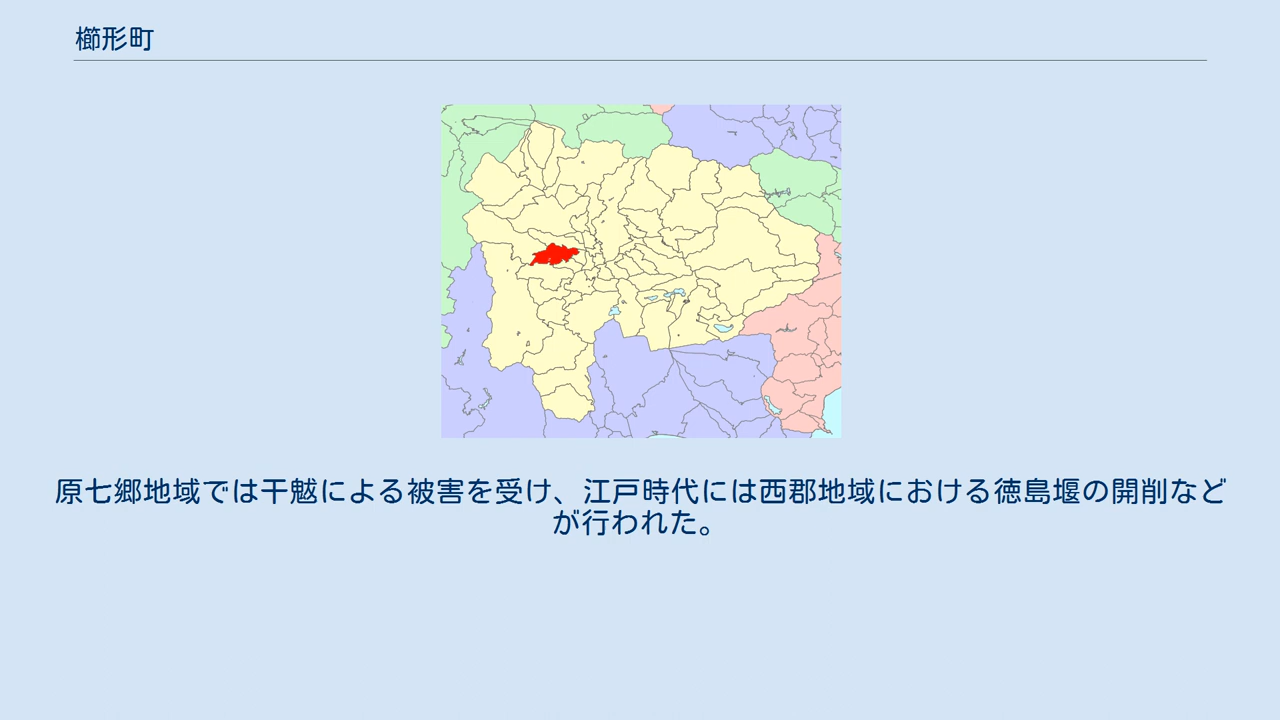 櫛形町
原七郷地域では干魃による被害を受け、江戸時代には西郡地域における徳島堰の開削など
が行われた。